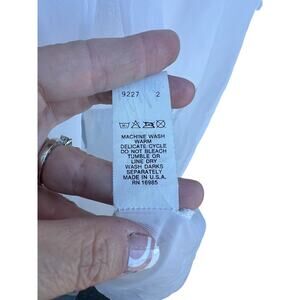 9227 2
MACHINE WASH
WARM
DELICATE CYCLE
DO NOT BLEACH
TUMBLE OR
LINE DRY
WASH DARKS
SEPARATELY
MADE IN U.S.A.
RN 16985